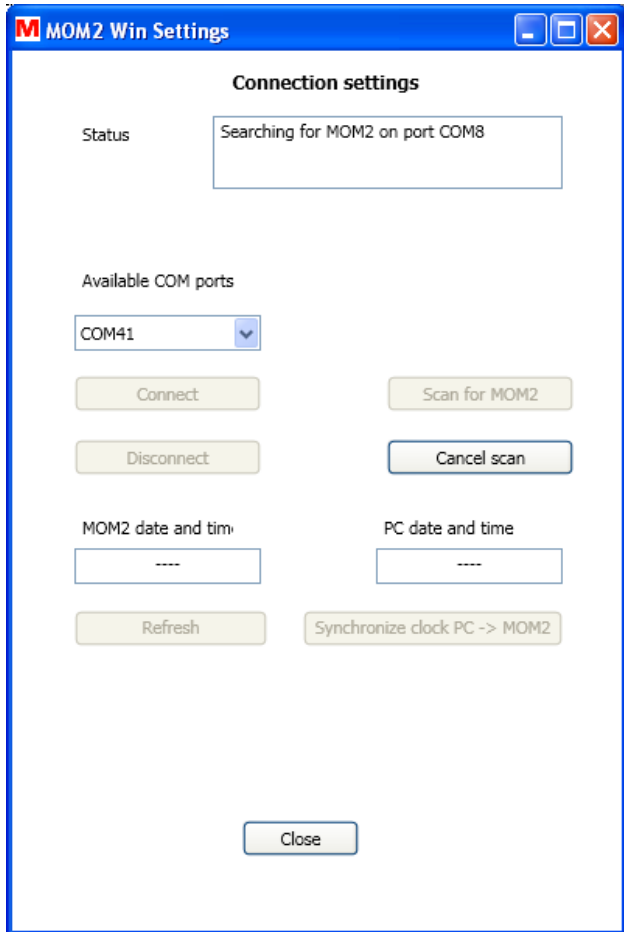 M MOM2 Win Settings
Connection settings
Status
Searching for MOM2 on port COM8
Available COM ports
COM41
Connect
Scan for MOM2
Disconnect
Cancel scan
MOM2 date and tim
PC date and time
----
----
Refresh
Synchronize clock PC -> MOM2
Close